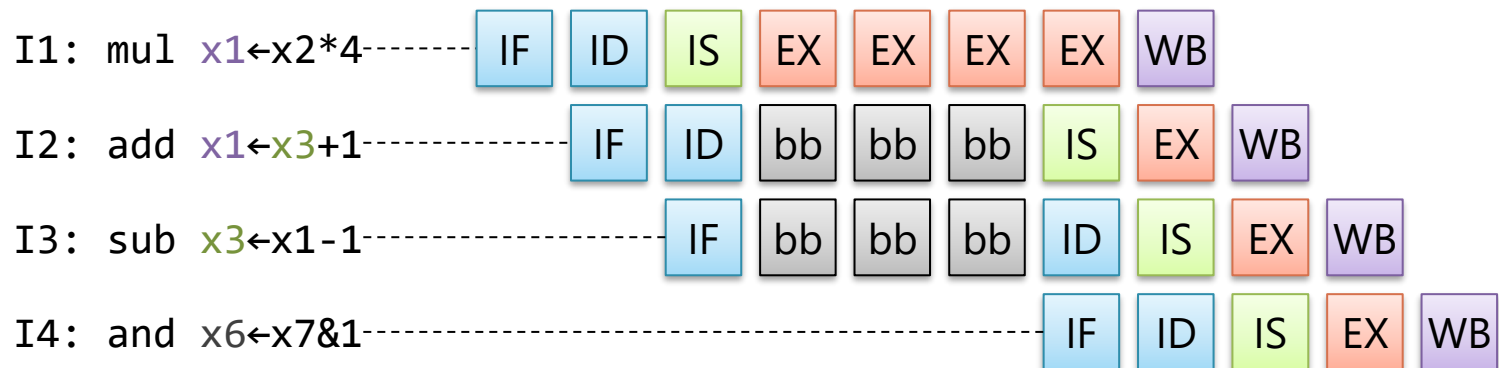 I1: mul x1←x2*4 IF ID IS EX EX EX EX WB
I2: add x1←x3+1 IF ID bb bb bb IS EX WB
I3: sub x3←x1-1 IF bb bb bb ID IS EX WB
I4: and x6←x7&1 IF ID IS EX WB